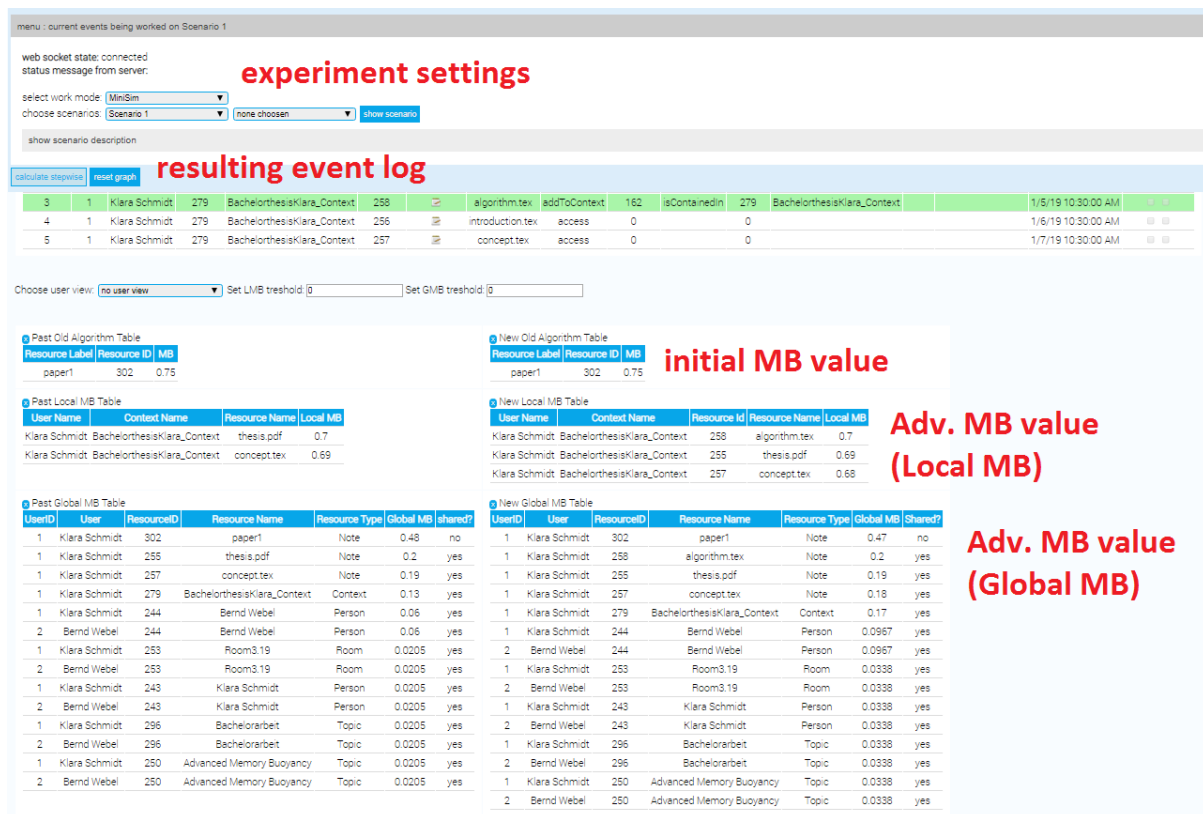 menu : current events being worked on Scenario 1
web socket state: connected
status message from server:
experiment settings
select work mode: MiniSim
choose scenarios: Scenario 1 none choosen show scenario
show scenario description
calculate stepwise reset graph resulting event log
3 1 Klara Schmidt 279 BachelorthesisKlara_Context 258 algorithm.tex addToContext 162 isContainedIn 279 BachelorthesisKlara_Context 1/5/19 10:30:00 AM
4 1 Klara Schmidt 279 BachelorthesisKlara_Context 256 introduction.tex access 0 0 1/6/19 10:30:00 AM
5 1 Klara Schmidt 279 BachelorthesisKlara_Context 257 concept.tex access 0 0 1/7/19 10:30:00 AM
Choose user view: no user view Set LMB treshold: 0 Set GMB treshold: 0
x Past Old Algorithm Table
Resource Label Resource ID MB
paper1 302 0.75
x New Old Algorithm Table
Resource Label Resource ID MB
paper1 302 0.75
initial MB value
x Past Local MB Table
User Name Context Name Resource Name Local MB
Klara Schmidt BachelorthesisKlara_Context thesis.pdf 0.7
Klara Schmidt BachelorthesisKlara_Context concept.tex 0.69
x New Local MB Table
User Name Context Name Resource Id Resource Name Local MB
Klara Schmidt BachelorthesisKlara_Context 258 algorithm.tex 0.7
Klara Schmidt BachelorthesisKlara_Context 255 thesis.pdf 0.69
Klara Schmidt BachelorthesisKlara_Context 257 concept.tex 0.68
Adv. MB value
(Local MB)
x Past Global MB Table
UserID User ResourceID Resource Name Resource Type Global MB shared?
1 Klara Schmidt 302 paper1 Note 0.48 no
1 Klara Schmidt 255 thesis.pdf Note 0.2 yes
1 Klara Schmidt 257 concept.tex Note 0.19 yes
1 Klara Schmidt 279 BachelorthesisKlara_Context Context 0.13 yes
1 Klara Schmidt 244 Bernd Webel Person 0.06 yes
2 Bernd Webel 244 Bernd Webel Person 0.06 yes
1 Klara Schmidt 253 Room3.19 Room 0.0205 yes
2 Bernd Webel 253 Room3.19 Room 0.0205 yes
1 Klara Schmidt 243 Klara Schmidt Person 0.0205 yes
2 Bernd Webel 243 Klara Schmidt Person 0.0205 yes
1 Klara Schmidt 296 Bachelorarbeit Topic 0.0205 yes
2 Bernd Webel 296 Bachelorarbeit Topic 0.0205 yes
1 Klara Schmidt 250 Advanced Memory Buoyancy Topic 0.0205 yes
2 Bernd Webel 250 Advanced Memory Buoyancy Topic 0.0205 yes
x New Global MB Table
UserID User ResourceID Resource Name Resource Type Global MB Shared?
1 Klara Schmidt 302 paper1 Note 0.47 no
1 Klara Schmidt 258 algorithm.tex Note 0.2 yes
1 Klara Schmidt 255 thesis.pdf Note 0.19 yes
1 Klara Schmidt 257 concept.tex Note 0.18 yes
1 Klara Schmidt 279 BachelorthesisKlara_Context Context 0.17 yes
1 Klara Schmidt 244 Bernd Webel Person 0.0967 yes
2 Bernd Webel 244 Bernd Webel Person 0.0967 yes
1 Klara Schmidt 253 Room3.19 Room 0.0338 yes
2 Bernd Webel 253 Room3.19 Room 0.0338 yes
1 Klara Schmidt 243 Klara Schmidt Person 0.0338 yes
2 Bernd Webel 243 Klara Schmidt Person 0.0338 yes
1 Klara Schmidt 296 Bachelorarbeit Topic 0.0338 yes
2 Bernd Webel 296 Bachelorarbeit Topic 0.0338 yes
1 Klara Schmidt 250 Advanced Memory Buoyancy Topic 0.0338 yes
2 Bernd Webel 250 Advanced Memory Buoyancy Topic 0.0338 yes
Adv. MB value
(Global MB)